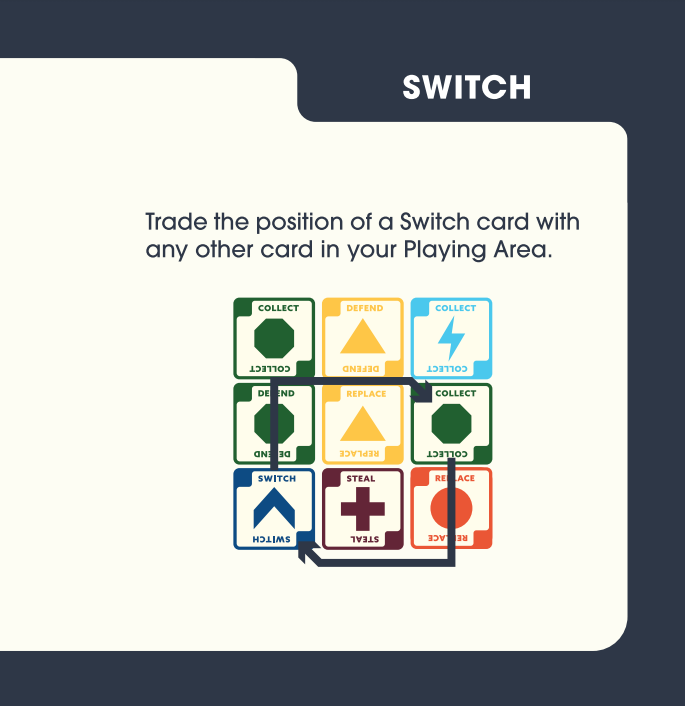 SWITCH
Trade the position of a Switch card with
any other card in your Playing Area.
COLLECT DEFEND COLLECT
COLLECT DEFEND COLLECT
DEFEND REPLACE COLLECT
DEFEND REPLACE COLLECT
SWITCH STEAL REPLACE
SWITCH STEAL REPLACE